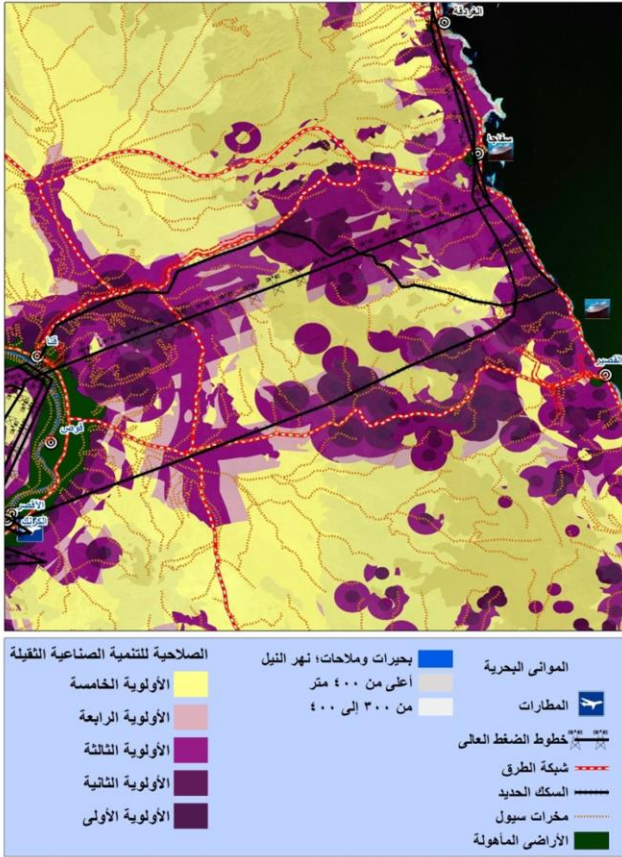 الغردقة
سفاجا
القصير
قنا
قوص
الأقصر
الكرنك
الصلاحية للتنمية الصناعية الثقيلة
الأولوية الخامسة
الأولوية الرابعة
الأولوية الثالثة
الأولوية الثانية
الأولوية الأولى
بحيرات وملاحات؛ نهر النيل
أعلى من ٤٠٠ متر
من ٣٠٠ إلى ٤٠٠
الموانى البحرية
المطارات
خطوط الضغط العالى
شبكة الطرق
السكك الحديد
مخرات سيول
الأراضى المأهولة